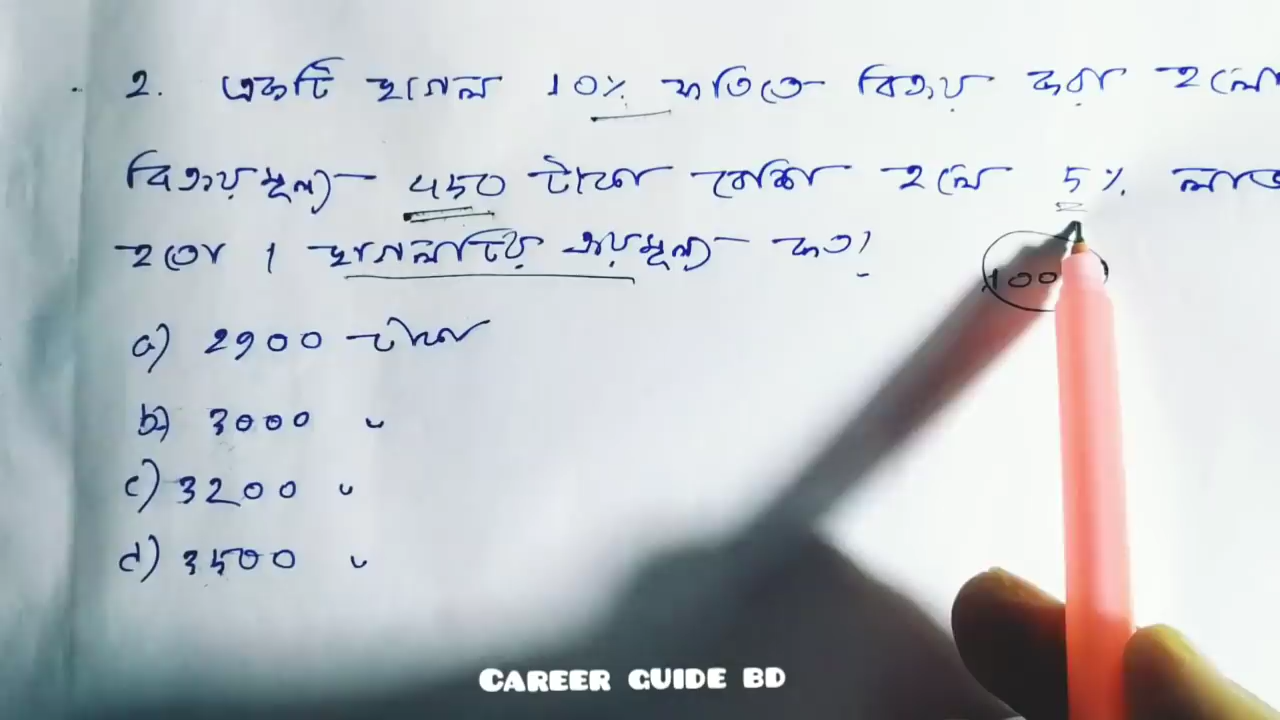 2. একটি ছাগল 10% ক্ষতিতে বিক্রয় করা হলো
বিক্রয়মূল্য 450 টাকা বেশি হলে 5% লাভ
হতো। ছাগলটির ক্রয়মূল্য কত?
100
a) 2900 টাকা
b) 3000 "
c) 3200 "
d) 3500 "
CAREER GUIDE BD